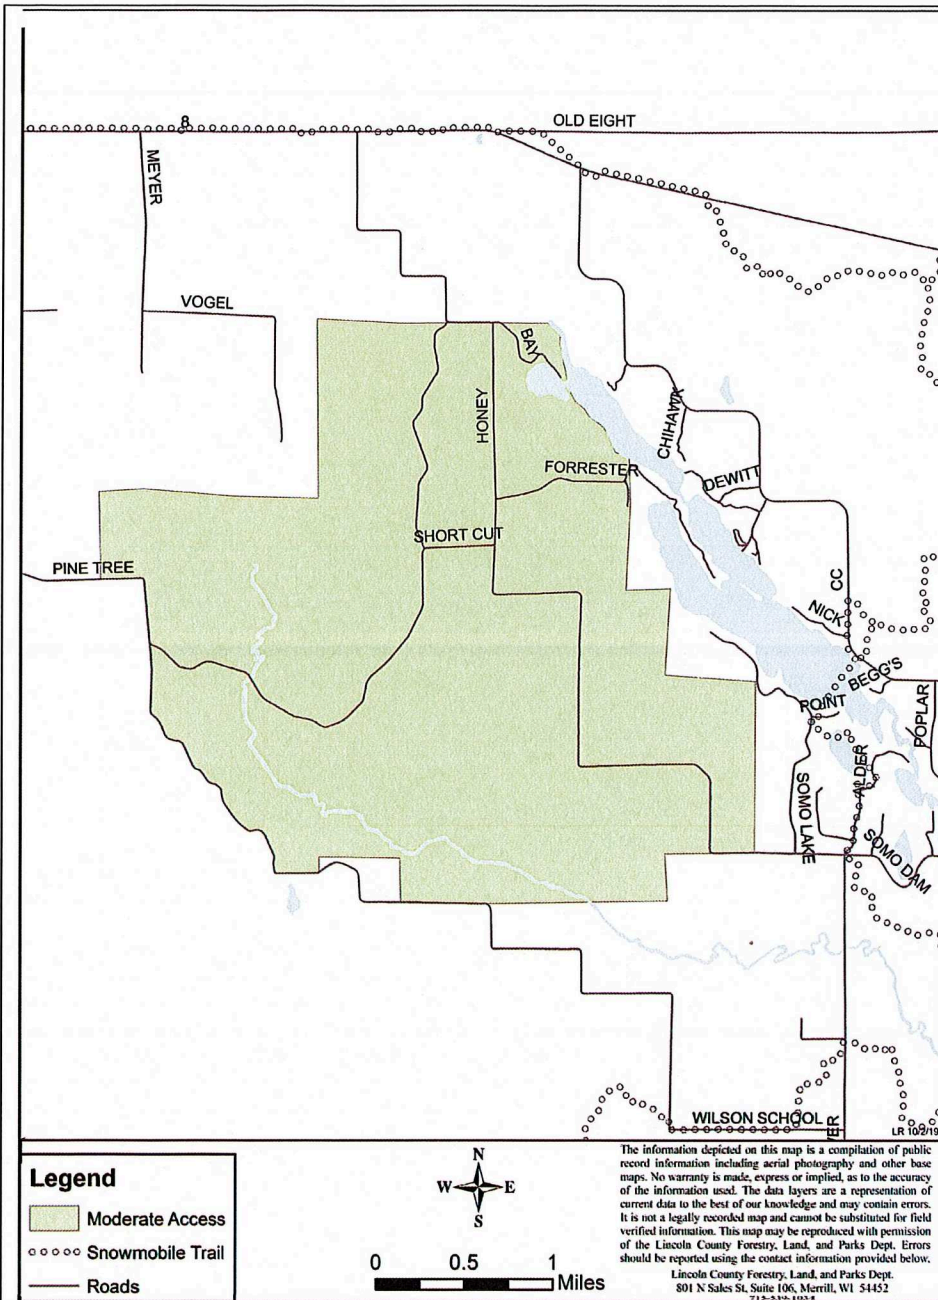 8
OLD EIGHT
MEYER
VOGEL
BAY
HONEY
CHIHAWK
FORRESTER
DEWITT
SHORT CUT
PINE TREE
CC
NICK
BEGG'S
POINT
POPLAR
ALDER
SOMO LAKE
SOMO DAM
WILSON SCHOOL
VER
LR 10/2/19
Legend
Moderate Access
Snowmobile Trail
Roads
N
W E
S
0 0.5 1
Miles
The information depicted on this map is a compilation of public
record information including aerial photography and other base
maps. No warranty is made, express or implied, as to the accuracy
of the information used. The data layers are a representation of
current data to the best of our knowledge and may contain errors.
It is not a legally recorded map and cannot be substituted for field
verified information. This map may be reproduced with permission
of the Lincoln County Forestry, Land, and Parks Dept. Errors
should be reported using the contact information provided below.
Lincoln County Forestry, Land, and Parks Dept.
801 N Sales St, Suite 106, Merrill, WI 54452